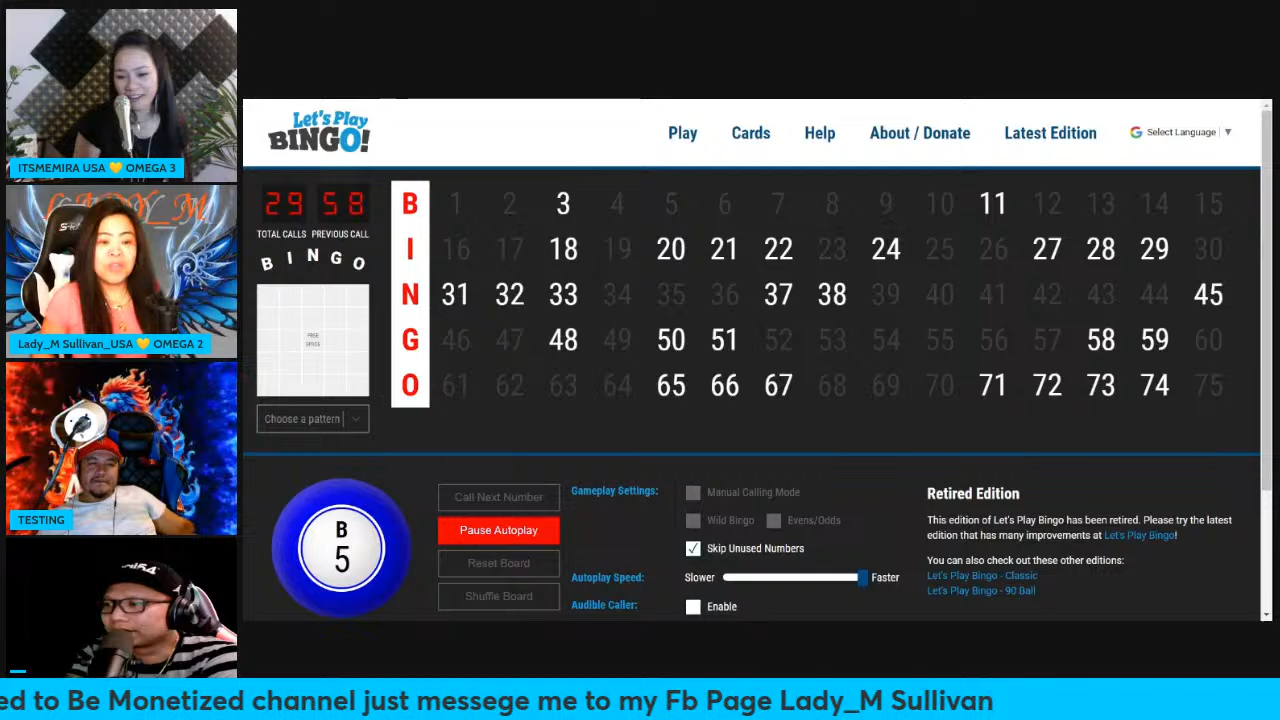 ITSMEMIRA USA 💛 OMEGA 3
LADY_M
Lady_M Sullivan_USA 💛 OMEGA 2
TESTING
Let's Play
BINGO!
Play Cards Help About / Donate Latest Edition Select Language ▼
29 58
TOTAL CALLS PREVIOUS CALL
B I N G O
FREE
SPACE
Choose a pattern
B 1 2 3 4 5 6 7 8 9 10 11 12 13 14 15
I 16 17 18 19 20 21 22 23 24 25 26 27 28 29 30
N 31 32 33 34 35 36 37 38 39 40 41 42 43 44 45
G 46 47 48 49 50 51 52 53 54 55 56 57 58 59 60
O 61 62 63 64 65 66 67 68 69 70 71 72 73 74 75
B
5
Call Next Number
Pause Autoplay
Reset Board
Shuffle Board
Gameplay Settings:
Manual Calling Mode
Wild Bingo Evens/Odds
Skip Unused Numbers
Autoplay Speed: Slower Faster
Audible Caller: Enable
Retired Edition
This edition of Let's Play Bingo has been retired. Please try the latest
edition that has many improvements at Let's Play Bingo!
You can also check out these other editions:
Let's Play Bingo - Classic
Let's Play Bingo - 90 Ball
ed to Be Monetized channel just messege me to my Fb Page Lady_M Sullivan